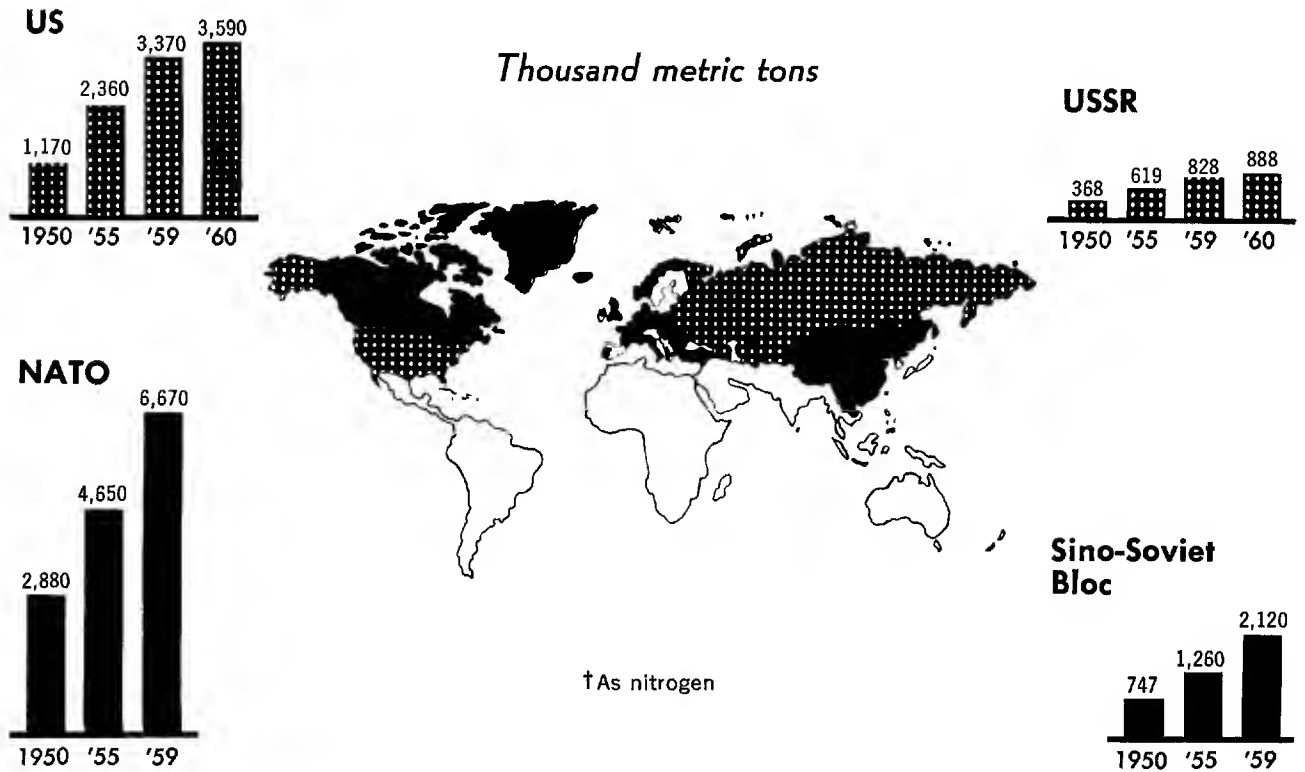 US
1,170 2,360 3,370 3,590
1950 '55 '59 '60
Thousand metric tons
USSR
368 619 828 888
1950 '55 '59 '60
NATO
2,880 4,650 6,670
1950 '55 '59
Sino-Soviet
Bloc
747 1,260 2,120
1950 '55 '59
†As nitrogen